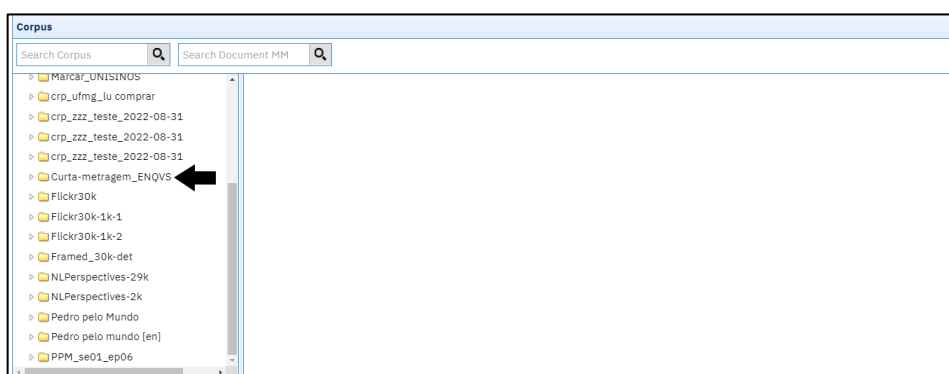 Corpus
Search Corpus Search Document MM
Marcar_UNISINOS
crp_ufmg_lu comprar
crp_zzz_teste_2022-08-31
crp_zzz_teste_2022-08-31
crp_zzz_teste_2022-08-31
Curta-metragem_ENQVS
Flickr30k
Flickr30k-1k-1
Flickr30k-1k-2
Framed_30k-det
NLPerspectives-29k
NLPerspectives-2k
Pedro pelo Mundo
Pedro pelo mundo [en]
PPM_se01_ep06